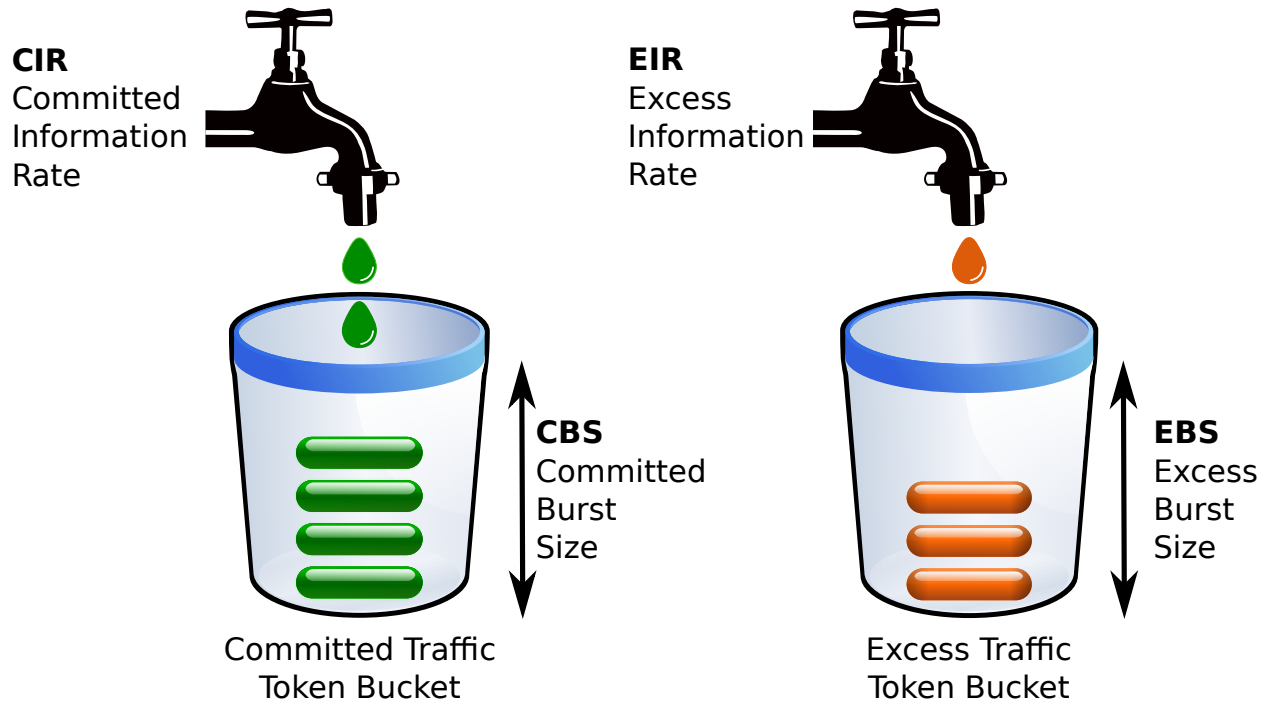 CIR
Committed
Information
Rate
EIR
Excess
Information
Rate
CBS
Committed
Burst
Size
EBS
Excess
Burst
Size
Committed Traffic
Token Bucket
Excess Traffic
Token Bucket